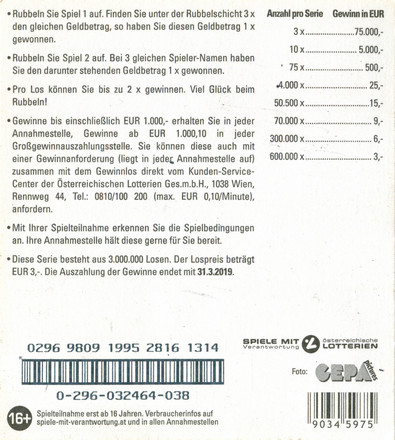 • Rubbeln Sie Spiel 1 auf. Finden Sie unter der Rubbelschicht 3 x
den gleichen Geldbetrag, so haben Sie diesen Geldbetrag 1 x
gewonnen.
• Rubbeln Sie Spiel 2 auf. Bei 3 gleichen Spieler-Namen haben
Sie den darunter stehenden Geldbetrag 1 x gewonnen.
• Pro Los können Sie bis zu 2 x gewinnen. Viel Glück beim
Rubbeln!
• Gewinne bis einschließlich EUR 1.000,- erhalten Sie in jeder
Annahmestelle, Gewinne ab EUR 1.000,10 in jeder
Großgewinnauszahlungsstelle. Sie können diese auch mit
einer Gewinnanforderung (liegt in jeder Annahmestelle auf)
zusammen mit dem Gewinnlos direkt vom Kunden-Service-
Center der Österreichischen Lotterien Ges.m.b.H., 1038 Wien,
Rennweg 44, Tel.: 0810/100 200 (max. EUR 0,10/Minute),
anfordern.
• Mit Ihrer Spielteilnahme erkennen Sie die Spielbedingungen
an. Ihre Annahmestelle hält diese gerne für Sie bereit.
• Diese Serie besteht aus 3.000.000 Losen. Der Lospreis beträgt
EUR 3,-. Die Auszahlung der Gewinne endet mit 31.3.2019.
Anzahl pro Serie Gewinn in EUR
3 x......................75.000,-
10 x......................5.000,-
75 x......................500,-
4.000 x......................25,-
50.500 x......................15,-
70.000 x......................9,-
300.000 x......................6,-
600.000 x......................3,-
0296 9809 1995 2816 1314
0-296-032464-038
16+ Spielteilnahme erst ab 16 Jahren. Verbraucherinfos auf
spiele-mit-verantwortung.at und in allen Annahmestellen
SPIELE MIT österreichische
Verantwortung LOTTERIEN
Foto: GEPA pictures
9034 5975